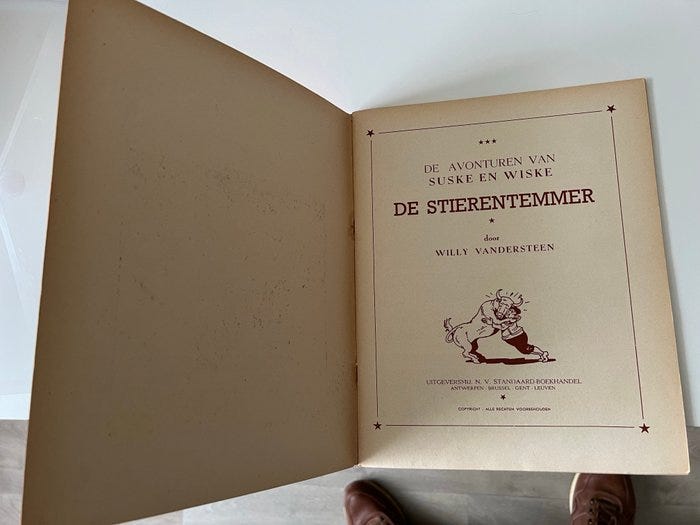 DE AVONTUREN VAN
SUSKE EN WISKE
DE STIERENTEMMER
door
WILLY VANDERSTEEN
UITGEVERSMIJ. N. V. STANDAARD-BOEKHANDEL
ANTWERPEN - BRUSSEL - GENT - LEUVEN
COPYRIGHT - ALLE RECHTEN VOORBEHOUDEN